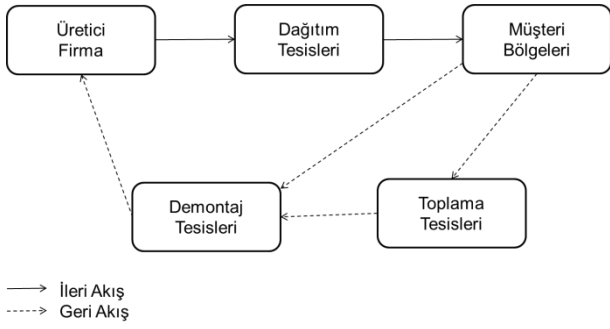 Üretici
Firma
Dağıtım
Tesisleri
Müşteri
Bölgeleri
Demontaj
Tesisleri
Toplama
Tesisleri
İleri Akış
Geri Akış